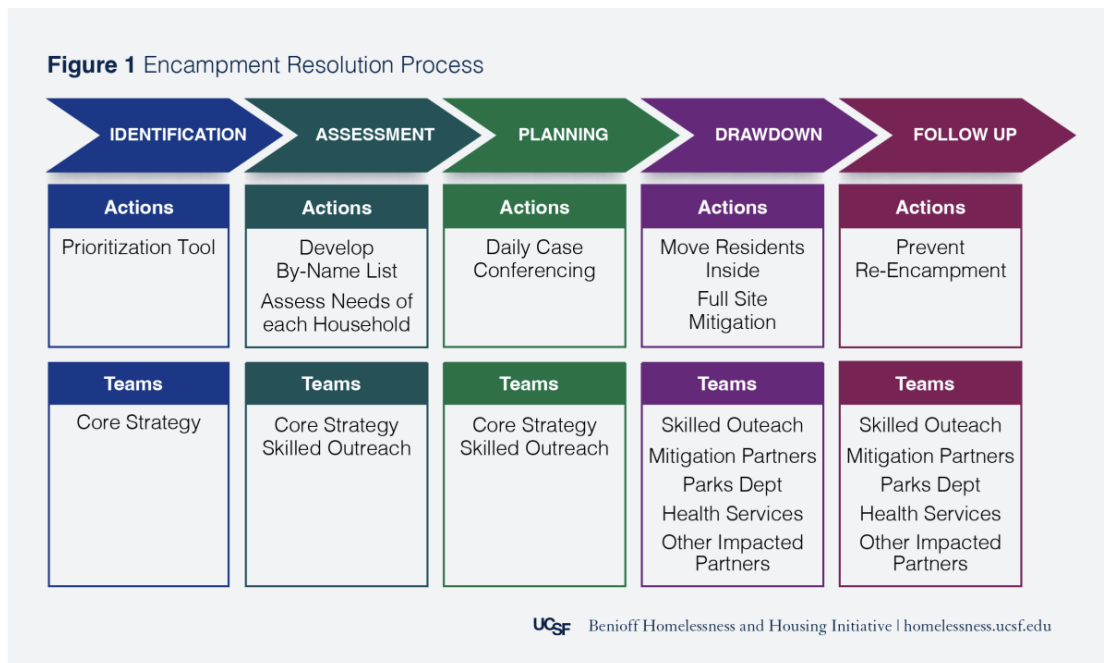 Figure 1 Encampment Resolution Process
IDENTIFICATION
ASSESSMENT
PLANNING
DRAWDOWN
FOLLOW UP
Actions
Prioritization Tool
Actions
Develop
By-Name List
Assess Needs of
each Household
Actions
Daily Case
Conferencing
Actions
Move Residents
Inside
Full Site
Mitigation
Actions
Prevent
Re-Encampment
Teams
Core Strategy
Teams
Core Strategy
Skilled Outreach
Teams
Core Strategy
Skilled Outreach
Teams
Skilled Outeach
Mitigation Partners
Parks Dept
Health Services
Other Impacted
Partners
Teams
Skilled Outeach
Mitigation Partners
Parks Dept
Health Services
Other Impacted
Partners
UCSF Benioff Homelessness and Housing Initiative | homelessness.ucsf.edu